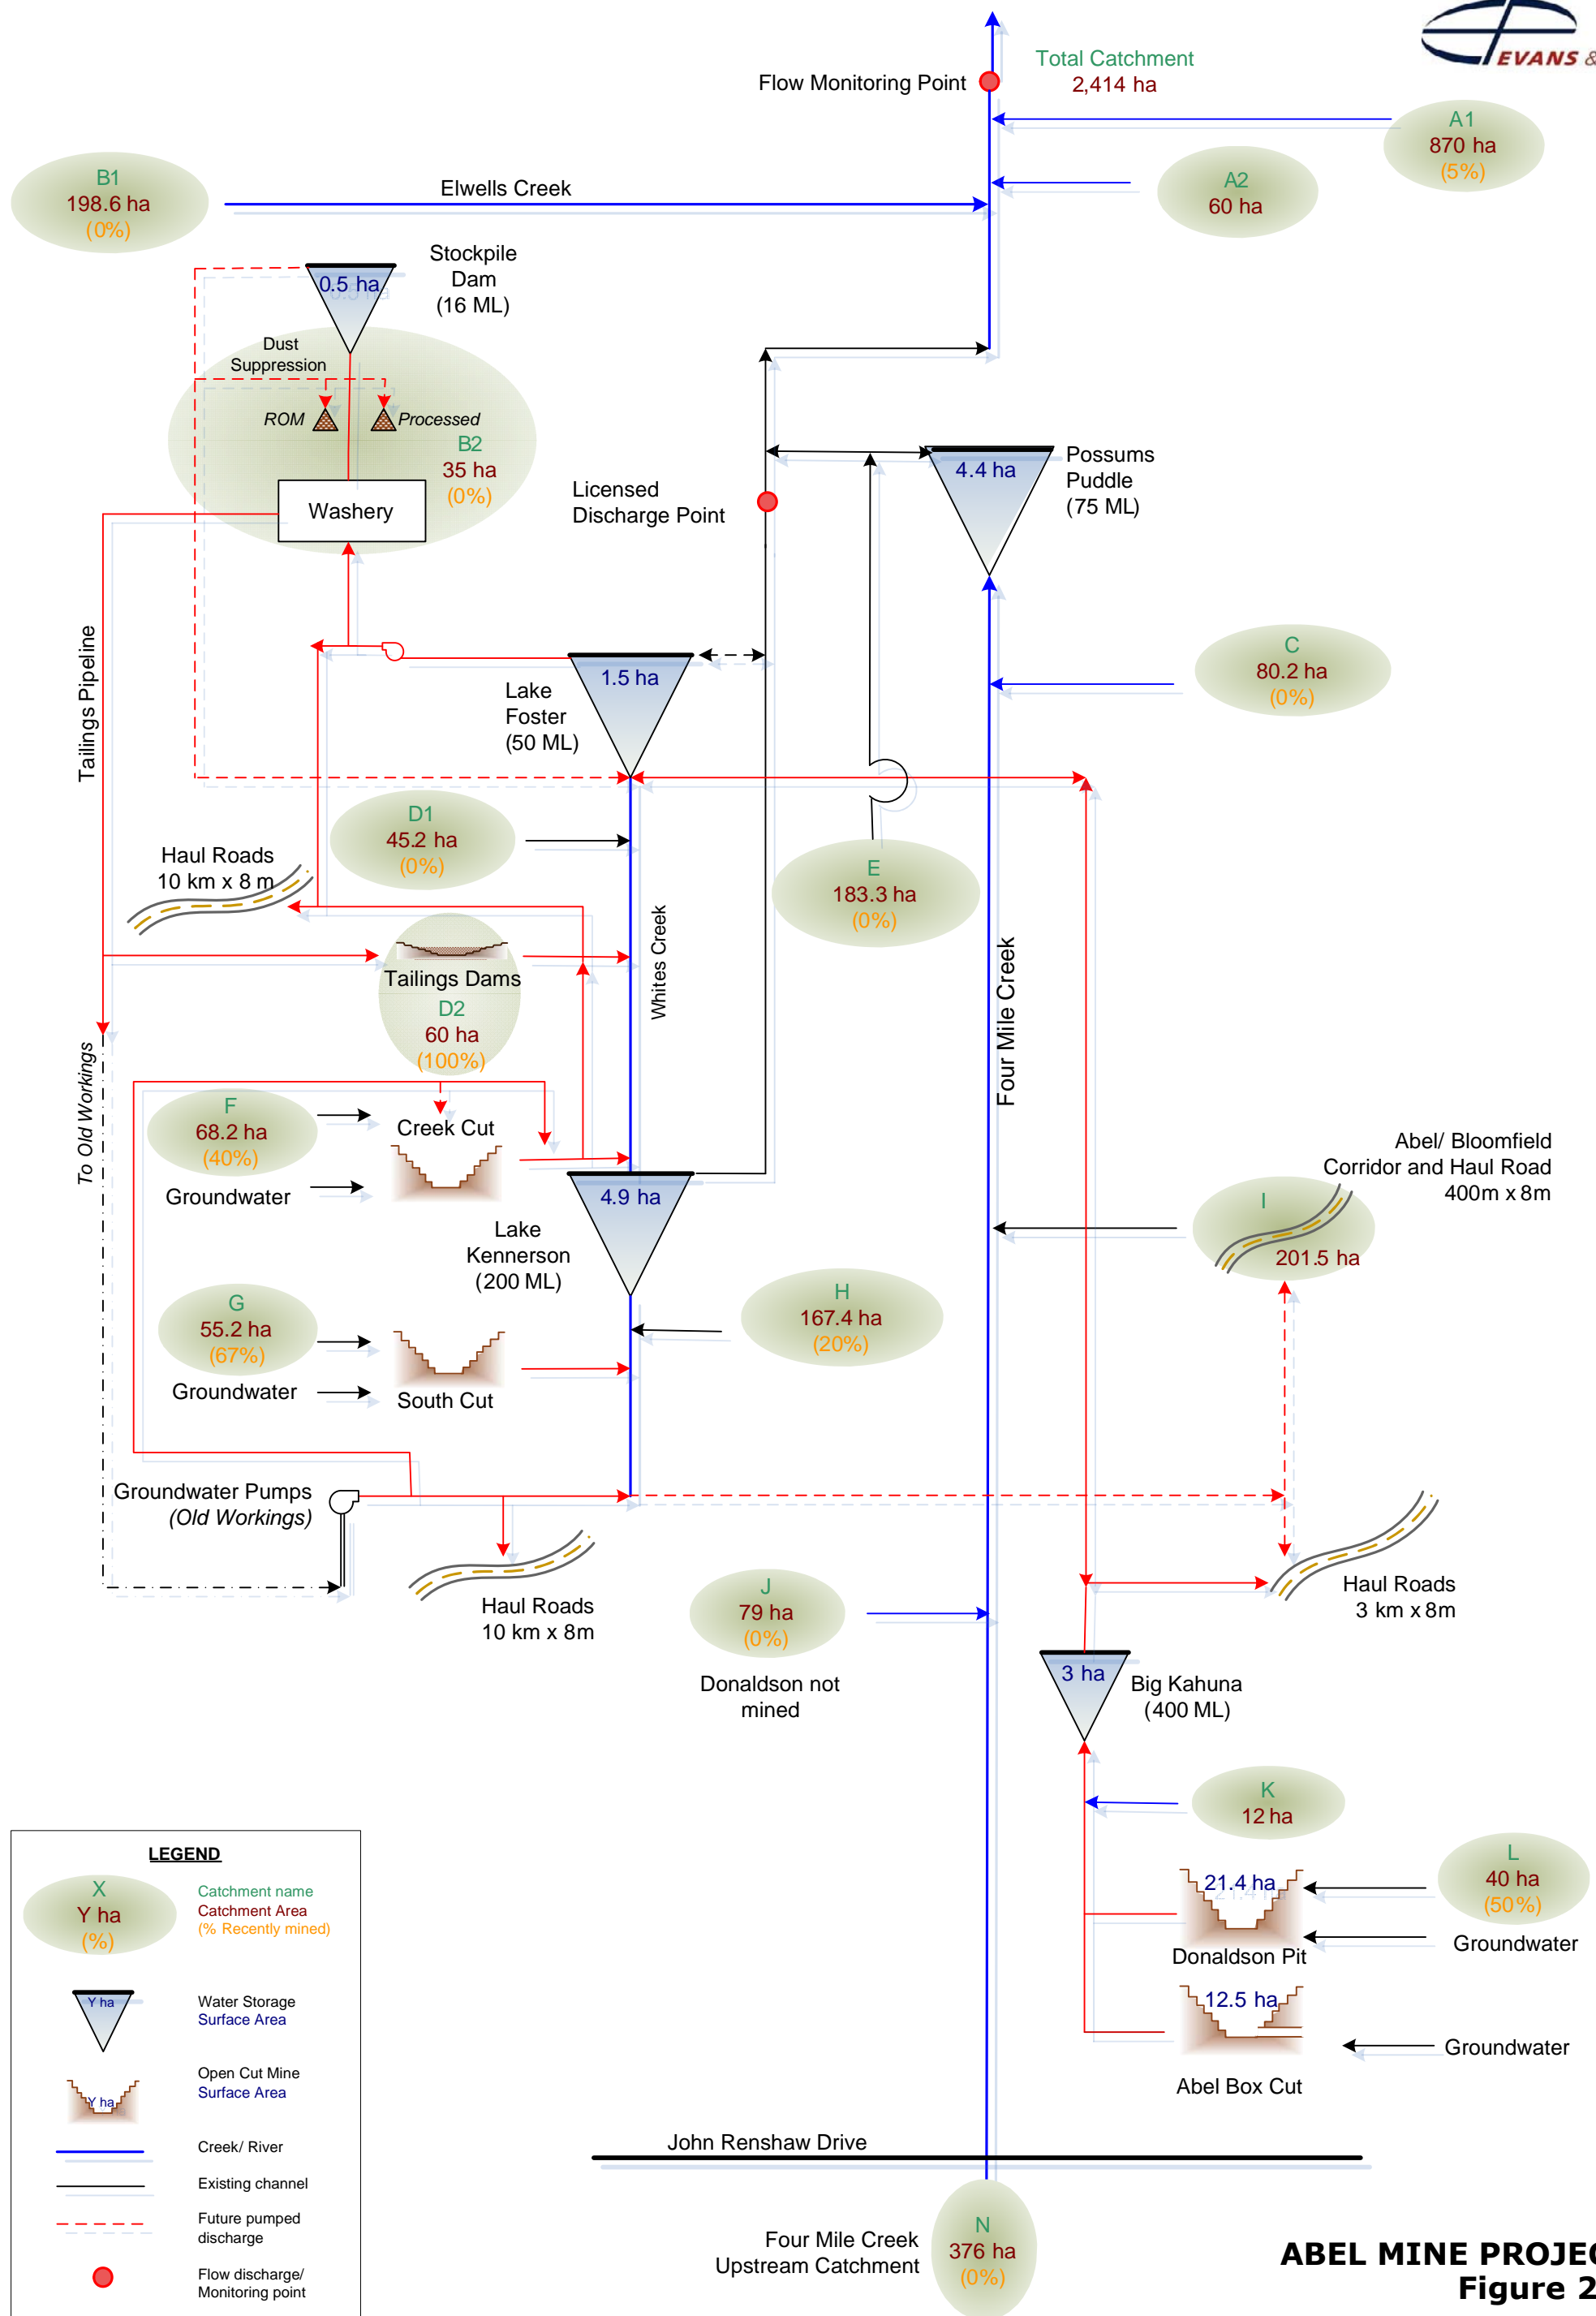 EVANS &
Total Catchment
2,414 ha
Flow Monitoring Point
A1
870 ha
(5%)
A2
60 ha
B1
198.6 ha
(0%)
Elwells Creek
Stockpile
Dam
(16 ML)
0.5 ha
Dust
Suppression
ROM
Processed
B2
35 ha
(0%)
Washery
Licensed
Discharge Point
4.4 ha
Possums
Puddle
(75 ML)
Tailings Pipeline
1.5 ha
Lake
Foster
(50 ML)
C
80.2 ha
(0%)
D1
45.2 ha
(0%)
Haul Roads
10 km x 8 m
E
183.3 ha
(0%)
Whites Creek
Four Mile Creek
Tailings Dams
D2
60 ha
(100%)
To Old Workings
F
68.2 ha
(40%)
Groundwater
Creek Cut
4.9 ha
Lake
Kennerson
(200 ML)
Abel/ Bloomfield
Corridor and Haul Road
400m x 8m
I
201.5 ha
G
55.2 ha
(67%)
Groundwater
South Cut
H
167.4 ha
(20%)
Groundwater Pumps
(Old Workings)
Haul Roads
10 km x 8m
Haul Roads
3 km x 8m
J
79 ha
(0%)
Donaldson not
mined
3 ha
Big Kahuna
(400 ML)
K
12 ha
L
40 ha
(50%)
21.4 ha
Donaldson Pit
Groundwater
12.5 ha
Abel Box Cut
Groundwater
John Renshaw Drive
Four Mile Creek
Upstream Catchment
N
376 ha
(0%)
LEGEND
X
Y ha
(%)
Catchment name
Catchment Area
(% Recently mined)
Y ha
Water Storage
Surface Area
Y ha
Open Cut Mine
Surface Area
Creek/ River
Existing channel
Future pumped
discharge
Flow discharge/
Monitoring point
ABEL MINE PROJEC
Figure 2